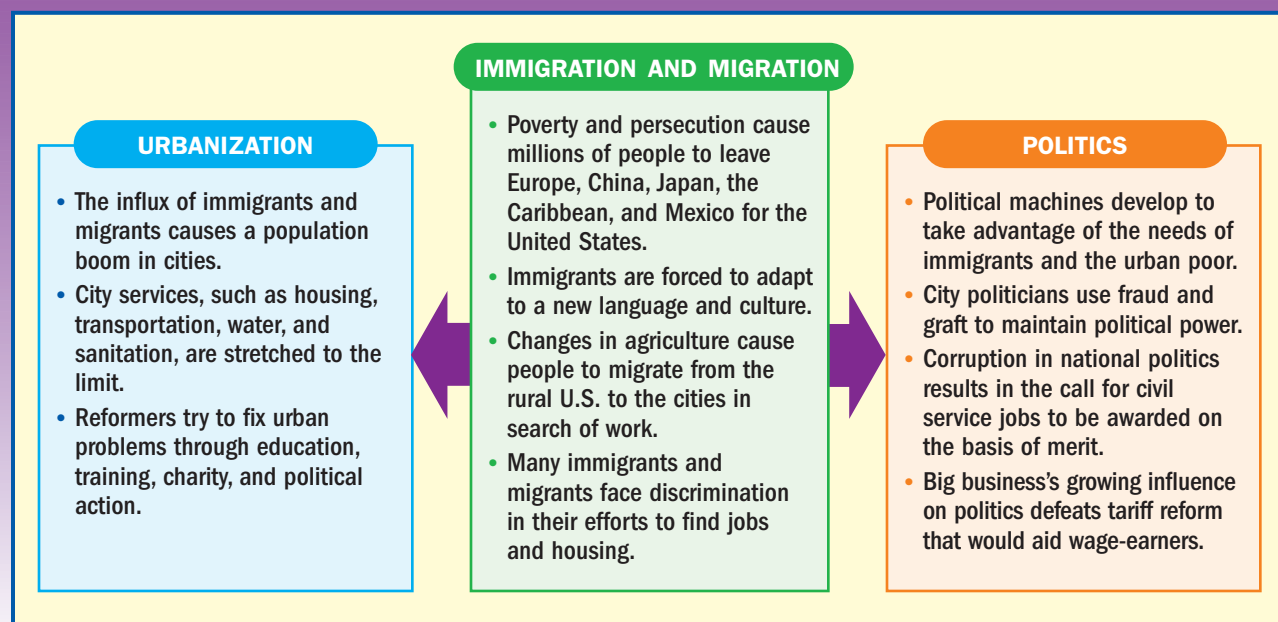 URBANIZATION
• The influx of immigrants and
migrants causes a population
boom in cities.
• City services, such as housing,
transportation, water, and
sanitation, are stretched to the
limit.
• Reformers try to fix urban
problems through education,
training, charity, and political
action.
IMMIGRATION AND MIGRATION
• Poverty and persecution cause
millions of people to leave
Europe, China, Japan, the
Caribbean, and Mexico for the
United States.
• Immigrants are forced to adapt
to a new language and culture.
• Changes in agriculture cause
people to migrate from the
rural U.S. to the cities in
search of work.
• Many immigrants and
migrants face discrimination
in their efforts to find jobs
and housing.
POLITICS
• Political machines develop to
take advantage of the needs of
immigrants and the urban poor.
• City politicians use fraud and
graft to maintain political power.
• Corruption in national politics
results in the call for civil
service jobs to be awarded on
the basis of merit.
• Big business’s growing influence
on politics defeats tariff reform
that would aid wage-earners.